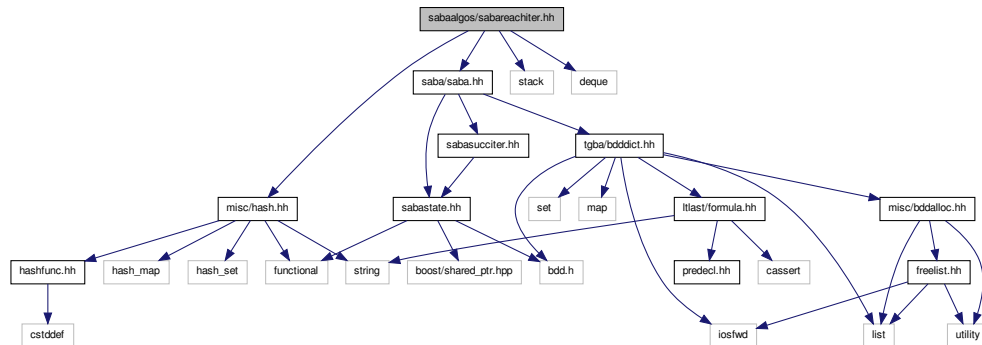 sabaalgos/sabareachiter.hh
saba/saba.hh
stack
deque
sabasucciter.hh
tgba/bdddict.hh
misc/hash.hh
sabastate.hh
set
map
ltlast/formula.hh
misc/bddalloc.hh
hashfunc.hh
hash_map
hash_set
functional
string
boost/shared_ptr.hpp
bdd.h
predecl.hh
cassert
freelist.hh
cstddef
iosfwd
list
utility